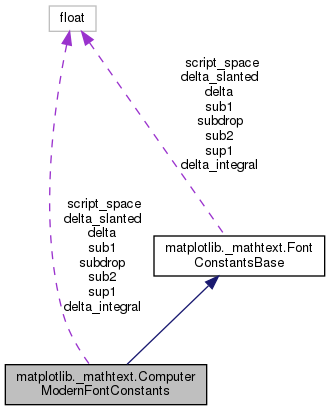 float
script_space
delta_slanted
delta
sub1
subdrop
sub2
sup1
delta_integral
script_space
delta_slanted
delta
sub1
subdrop
sub2
sup1
delta_integral
matplotlib._mathtext.Font
ConstantsBase
matplotlib._mathtext.Computer
ModernFontConstants